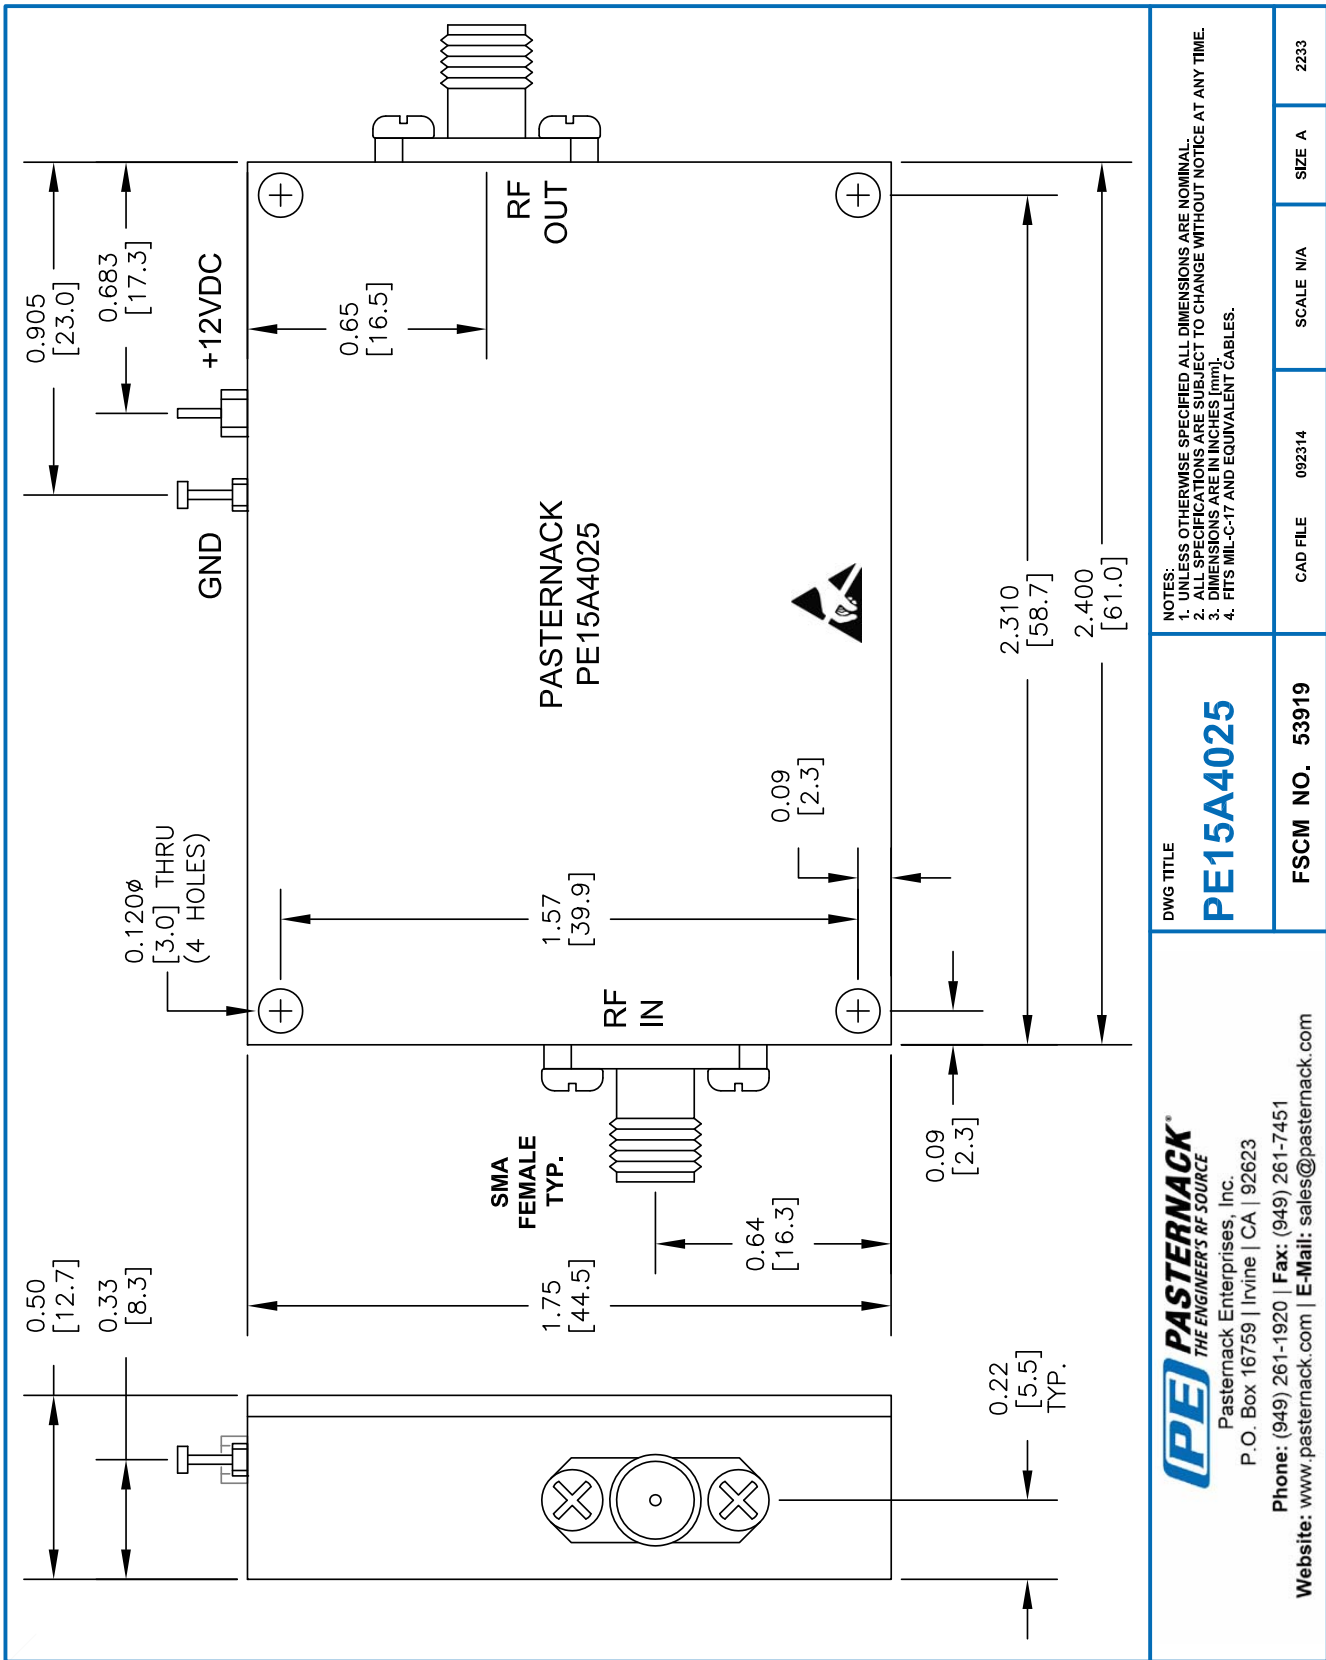 0.905
[23.0]
0.683
[17.3]
+12VDC
GND
0.120ø
[3.0] THRU
(4 HOLES)
RF
OUT
0.65
[16.5]
PASTERNACK
PE15A4025
1.57
[39.9]
0.09
[2.3]
RF
IN
2.310
[58.7]
2.400
[61.0]
0.09
[2.3]
SMA
FEMALE
TYP.
0.64
[16.3]
1.75
[44.5]
0.50
[12.7]
0.33
[8.3]
0.22
[5.5]
TYP.
PE PASTERNACK®
THE ENGINEER'S RF SOURCE
Pasternack Enterprises, Inc.
P.O. Box 16759 | Irvine | CA | 92623
Phone: (949) 261-1920 | Fax: (949) 261-7451
Website: www.pasternack.com | E-Mail: sales@pasternack.com
DWG TITLE
PE15A4025
FSCM NO. 53919
NOTES:
1. UNLESS OTHERWISE SPECIFIED ALL DIMENSIONS ARE NOMINAL.
2. ALL SPECIFICATIONS ARE SUBJECT TO CHANGE WITHOUT NOTICE AT ANY TIME.
3. DIMENSIONS ARE IN INCHES [mm].
4. FITS MIL-C-17 AND EQUIVALENT CABLES.
CAD FILE 092314
SCALE N/A
SIZE A
2233